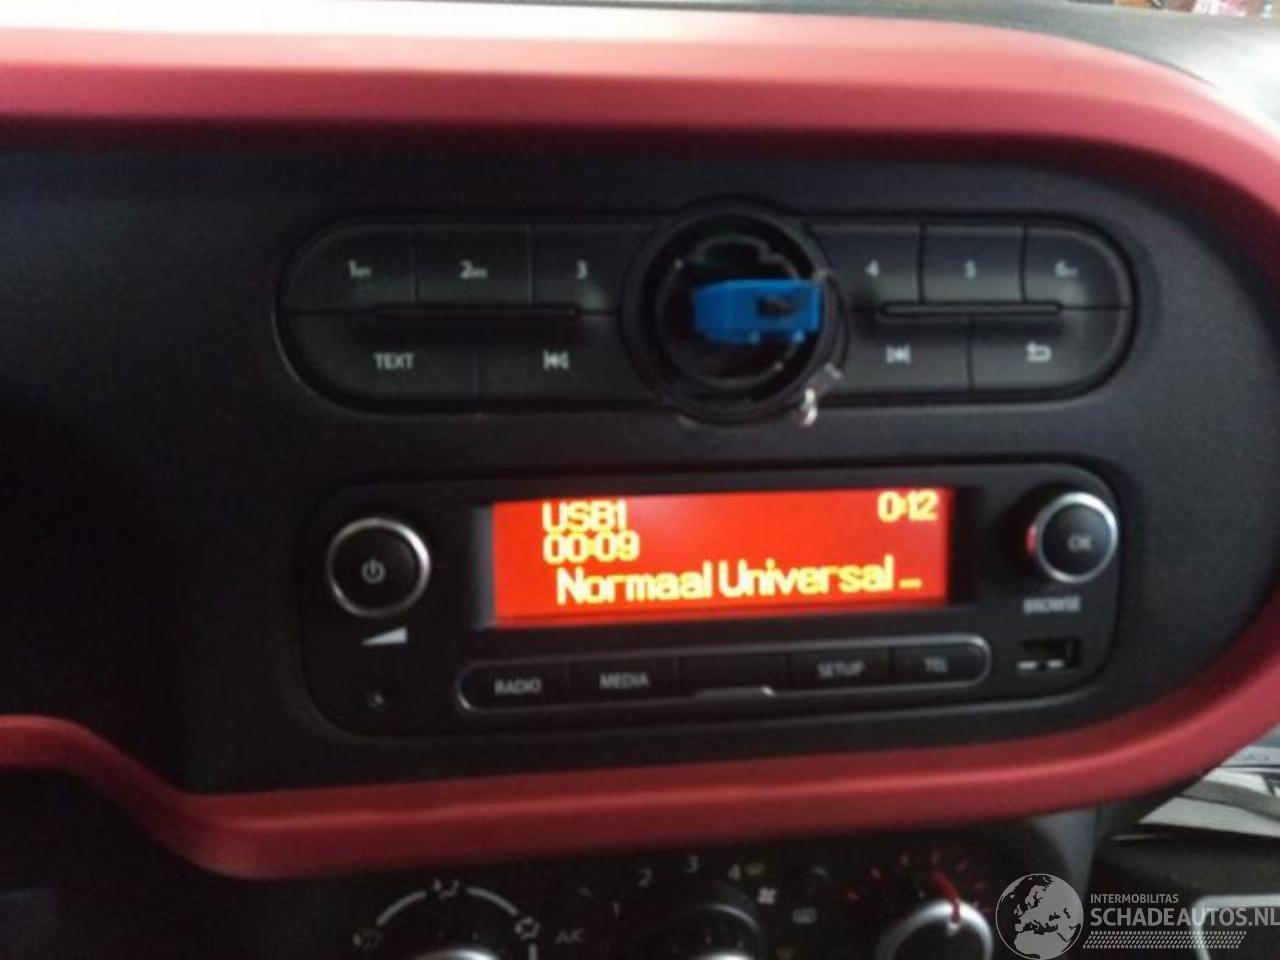 1 2 3 4 5 6
TEXT
USB1 0:12
00:09
Normaal Universal ...
OK
BROWSE
RADIO MEDIA SETUP TEL
2 3 4
1
A/C
INTERMOBILITAS
SCHADEAUTOS.NL